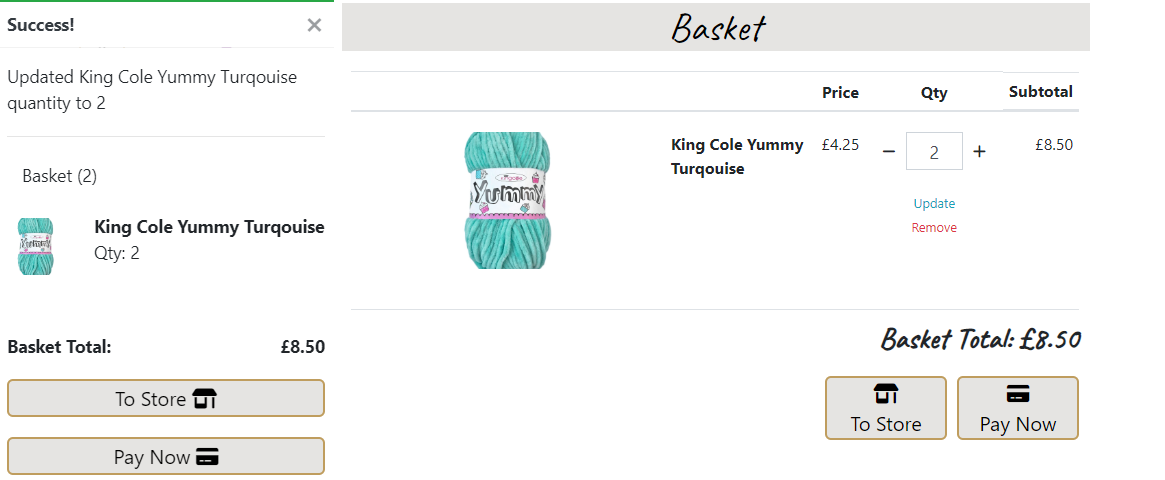 Success! ×
Updated King Cole Yummy Turqouise
quantity to 2
Basket (2)
King Cole Yummy Turqouise
Qty: 2
Basket Total: £8.50
To Store
Pay Now
Basket
Price Qty Subtotal
King Cole Yummy £4.25 − 2 + £8.50
Turqouise
Yummy
Update
Remove
Basket Total: £8.50
To Store
Pay Now